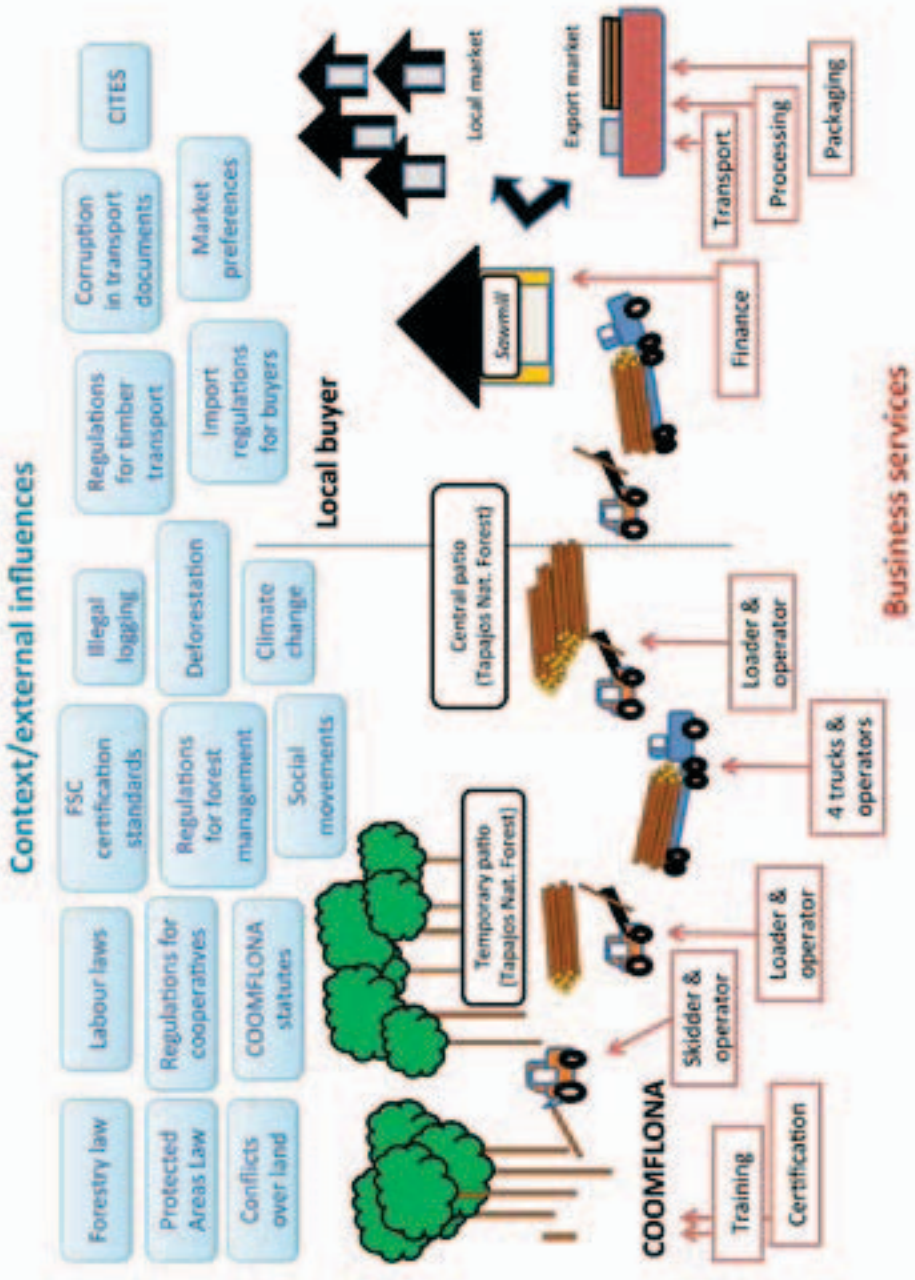 Context/external influences
Forestry law
Labour laws
FSC
certification
standards
Illegal
logging
Regulations
for timber
transport
Corruption
in transport
documents
CITES
Protected
Areas Law
Regulations for
cooperatives
Regulations
for forest
management
Deforestation
Import
regulations
for buyers
Market
preferences
Conflicts
over land
COOMFLONA
statutes
Social
movements
Climate
change
Local buyer
Temporary patio
(Tapajos Nat. Forest)
Central patio
(Tapajos Nat. Forest)
Sawmill
Local market
Export market
COOMFLONA
Training
Certification
Skidder &
operator
Loader &
operator
4 trucks &
operators
Loader &
operator
Finance
Transport
Processing
Packaging
Business services